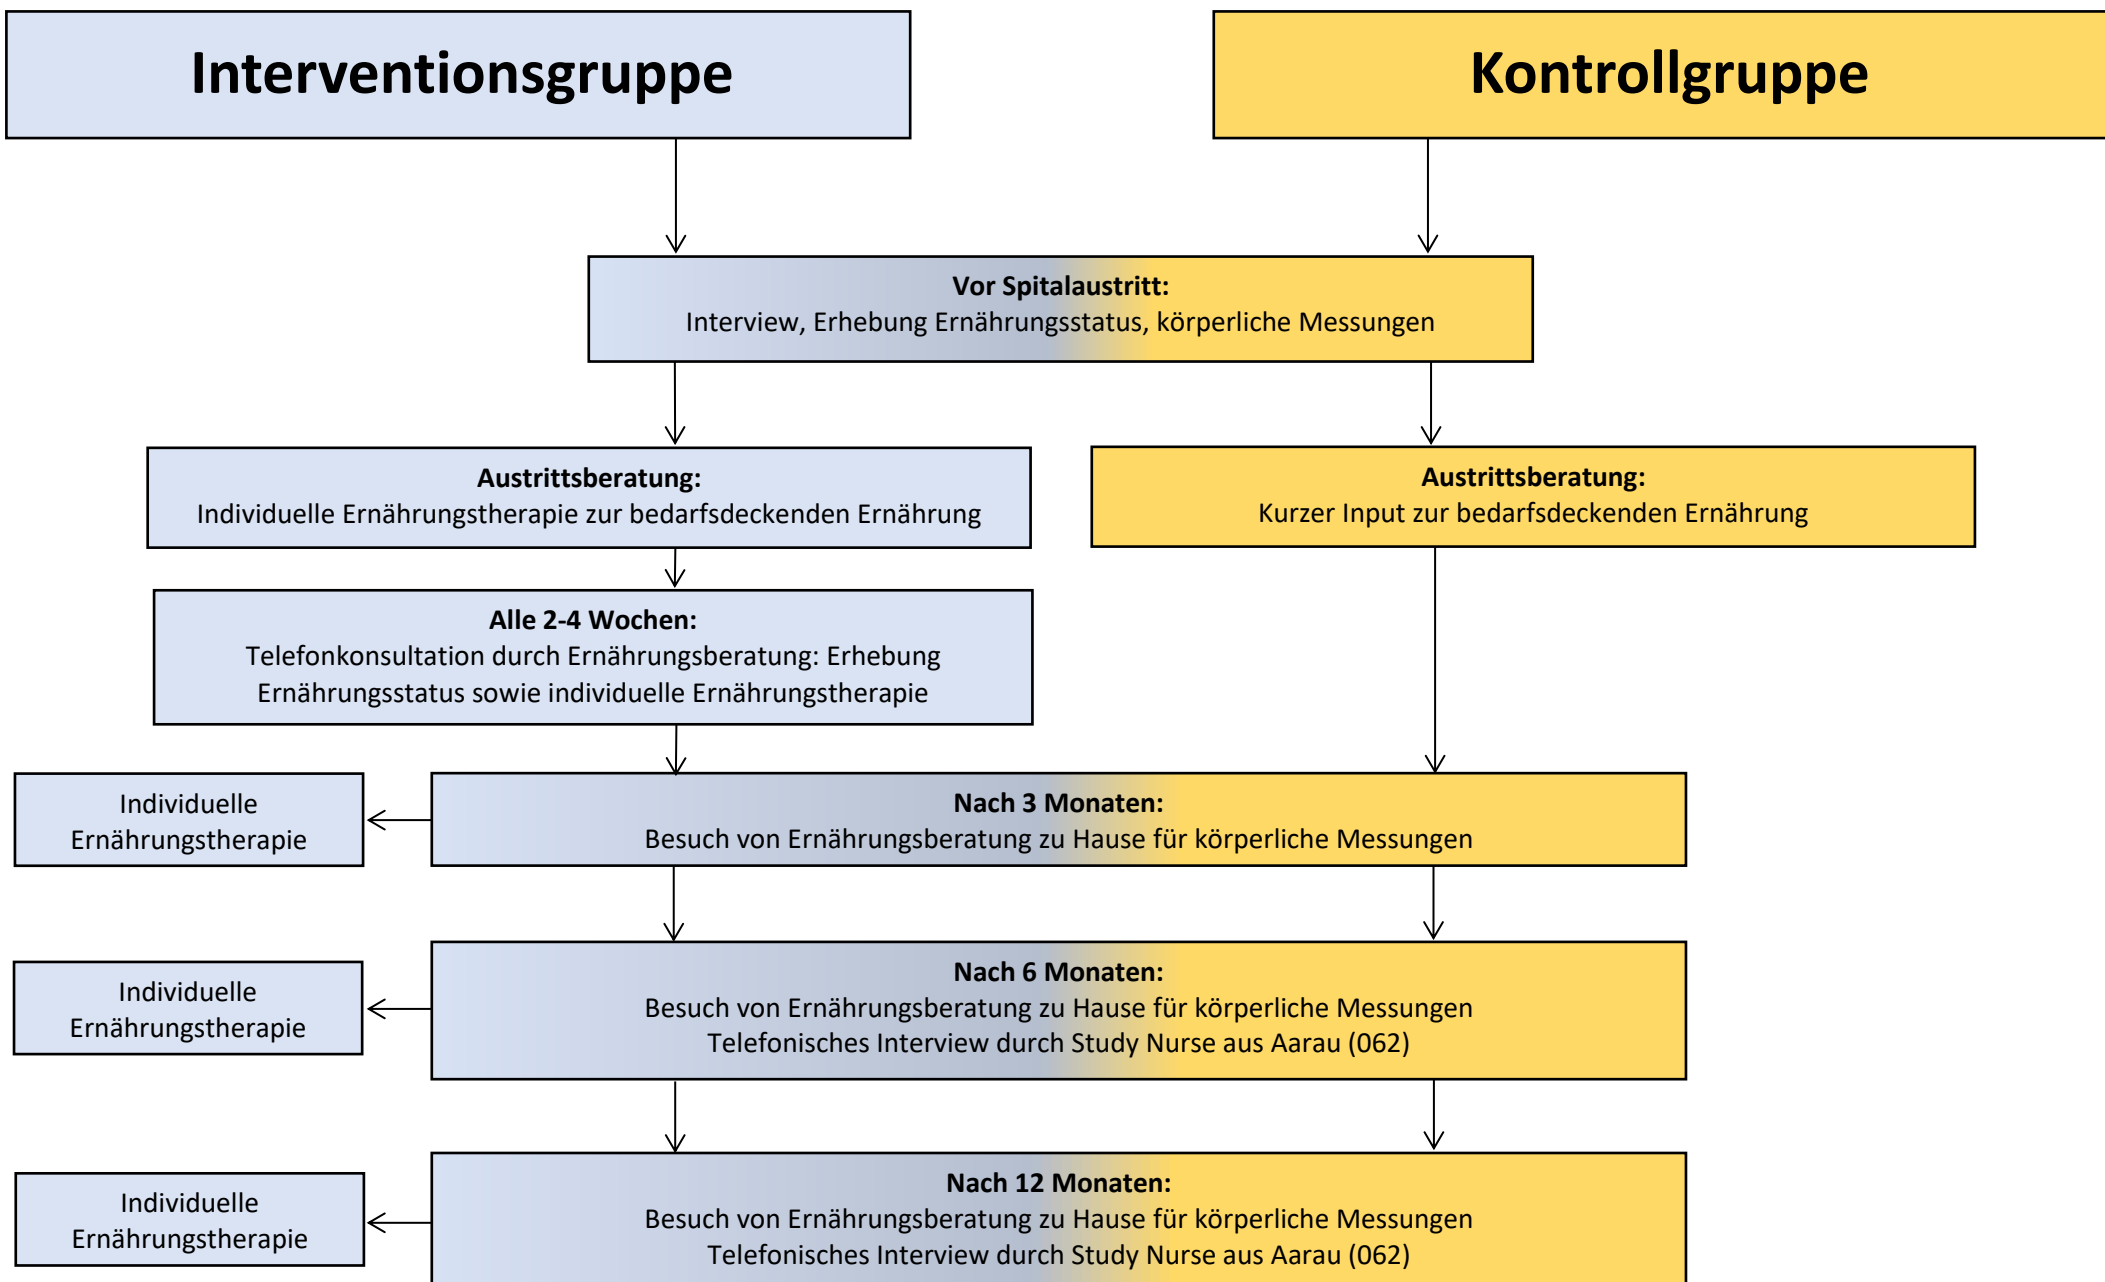 Interventionsgruppe
Kontrollgruppe
Vor Spitalaustritt:
Interview, Erhebung Ernährungsstatus, körperliche Messungen
Austrittsberatung:
Individuelle Ernährungstherapie zur bedarfsdeckenden Ernährung
Austrittsberatung:
Kurzer Input zur bedarfsdeckenden Ernährung
Alle 2-4 Wochen:
Telefonkonsultation durch Ernährungsberatung: Erhebung
Ernährungsstatus sowie individuelle Ernährungstherapie
Individuelle
Ernährungstherapie
Nach 3 Monaten:
Besuch von Ernährungsberatung zu Hause für körperliche Messungen
Individuelle
Ernährungstherapie
Nach 6 Monaten:
Besuch von Ernährungsberatung zu Hause für körperliche Messungen
Telefonisches Interview durch Study Nurse aus Aarau (062)
Individuelle
Ernährungstherapie
Nach 12 Monaten:
Besuch von Ernährungsberatung zu Hause für körperliche Messungen
Telefonisches Interview durch Study Nurse aus Aarau (062)